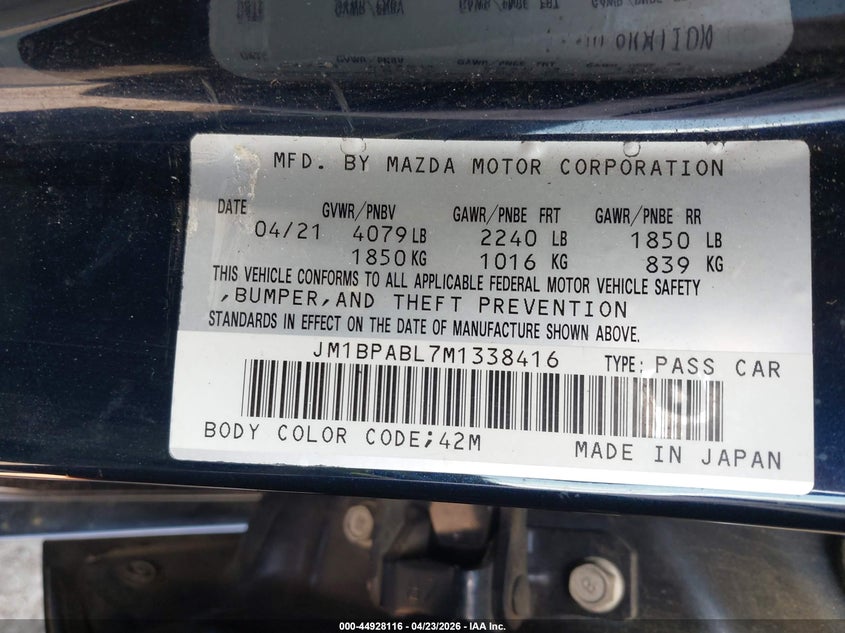 MFD. BY MAZDA MOTOR CORPORATION
DATE GVWR/PNBV GAWR/PNBE FRT GAWR/PNBE RR
04/21 4079 LB 2240 LB 1850 LB
1850 KG 1016 KG 839 KG
THIS VEHICLE CONFORMS TO ALL APPLICABLE FEDERAL MOTOR VEHICLE SAFETY
,BUMPER,AND THEFT PREVENTION
STANDARDS IN EFFECT ON THE DATE OF MANUFACTURE SHOWN ABOVE.
JM1BPABL7M1338416 TYPE: PASS CAR
BODY COLOR CODE;42M
MADE IN JAPAN
000-44928116 - 04/23/2026 - IAA Inc.